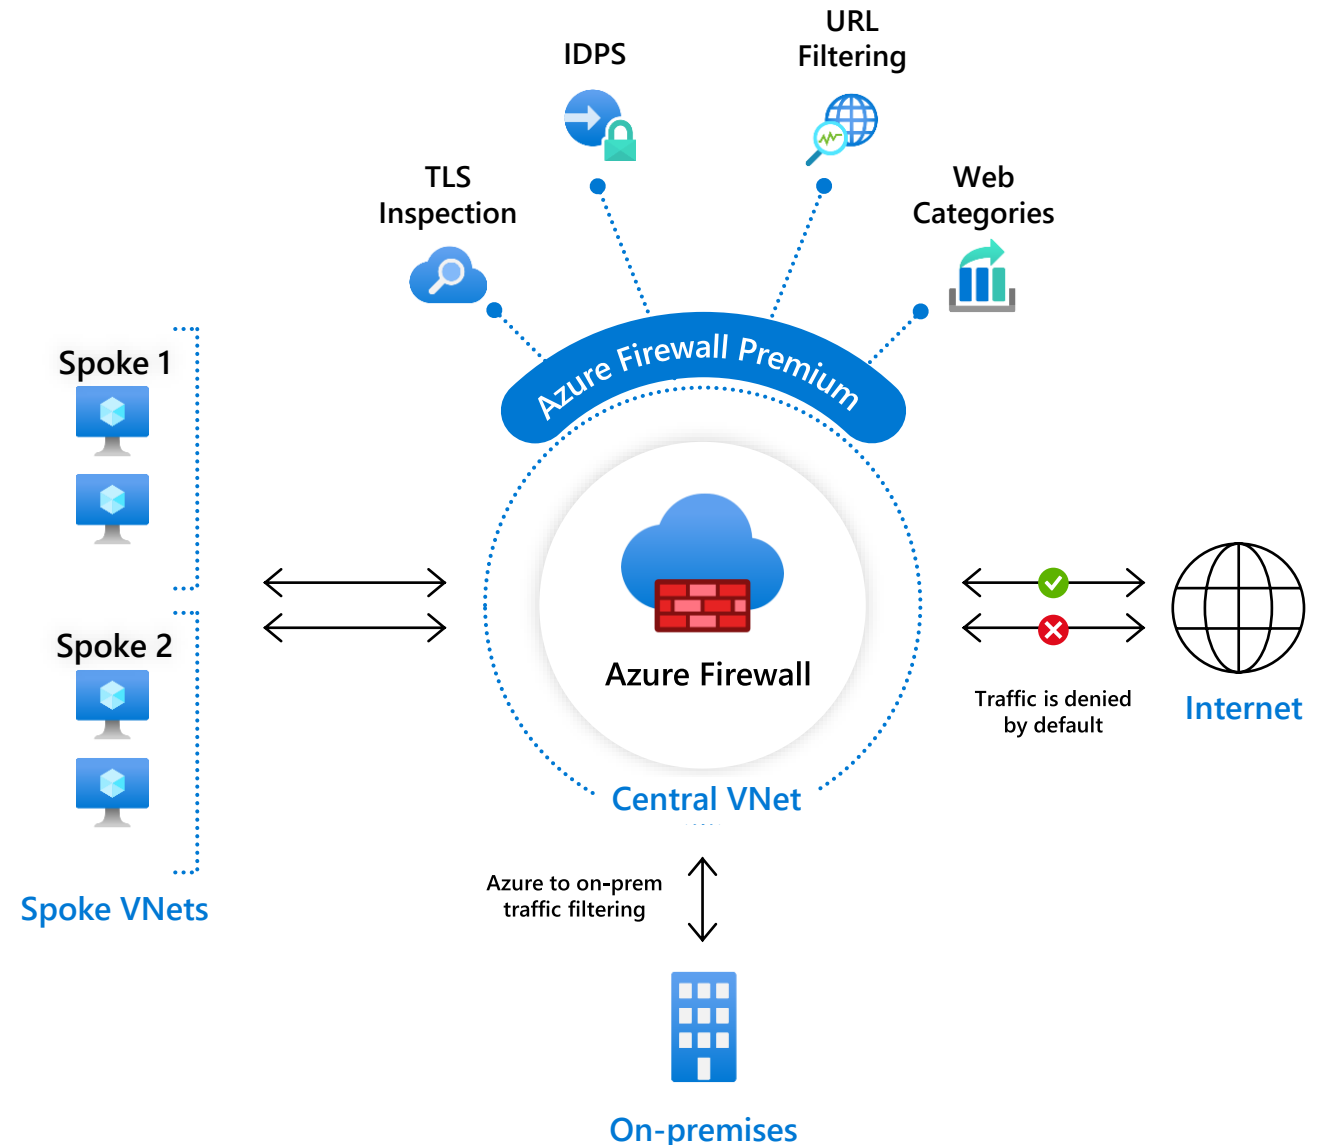 IDPS
URL
Filtering
TLS
Inspection
Web
Categories
Azure Firewall Premium
Spoke 1
Spoke 2
Spoke VNets
Azure Firewall
Central VNet
Traffic is denied
by default
Internet
Azure to on-prem
traffic filtering
On-premises